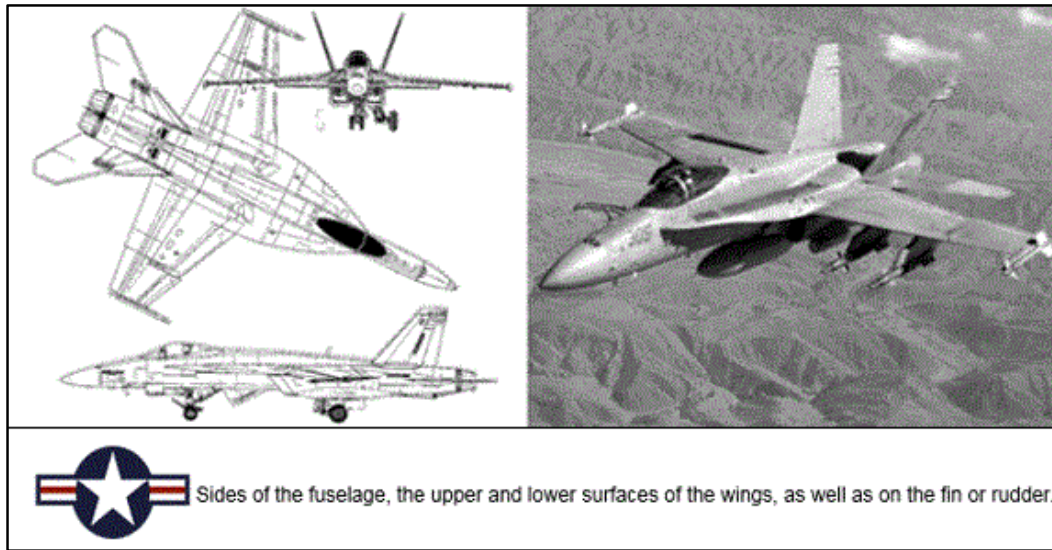 Sides of the fuselage, the upper and lower surfaces of the wings, as well as on the fin or rudder.